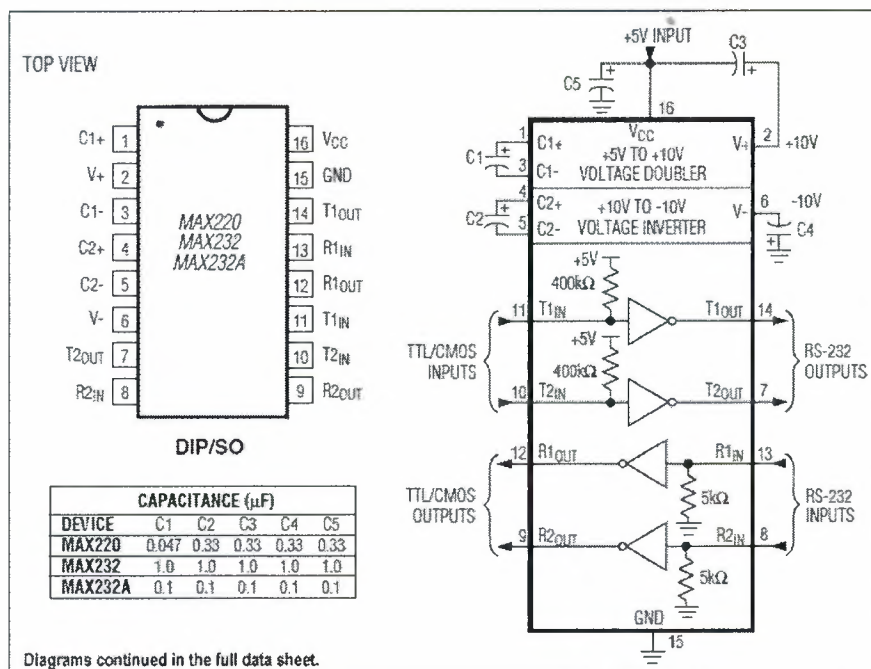 TOP VIEW
C1+ 1
V+ 2
C1- 3
C2+ 4
C2- 5
V- 6
T2OUT 7
R2IN 8
MAX220
MAX232
MAX232A
16 VCC
15 GND
14 T1OUT
13 R1IN
12 R1OUT
11 T1IN
10 T2IN
9 R2OUT
DIP/SO
CAPACITANCE (µF)
DEVICE C1 C2 C3 C4 C5
MAX220 0.047 0.33 0.33 0.33 0.33
MAX232 1.0 1.0 1.0 1.0 1.0
MAX232A 0.1 0.1 0.1 0.1 0.1
+5V INPUT
C3
+
C5
+
+
16
VCC
1 C1+
C1
+
3 C1-
+5V TO +10V
VOLTAGE DOUBLER
V+ 2 +10V
4 C2+
C2
+
5 C2-
+10V TO -10V
VOLTAGE INVERTER
V- 6 -10V
C4
+
+5V
400kΩ
11 T1IN
T1OUT 14
TTL/CMOS
INPUTS
+5V
400kΩ
RS-232
OUTPUTS
10 T2IN
T2OUT 7
12 R1OUT
R1IN 13
TTL/CMOS
OUTPUTS
5kΩ
RS-232
INPUTS
9 R2OUT
R2IN 8
5kΩ
GND
15
Diagrams continued in the full data sheet.